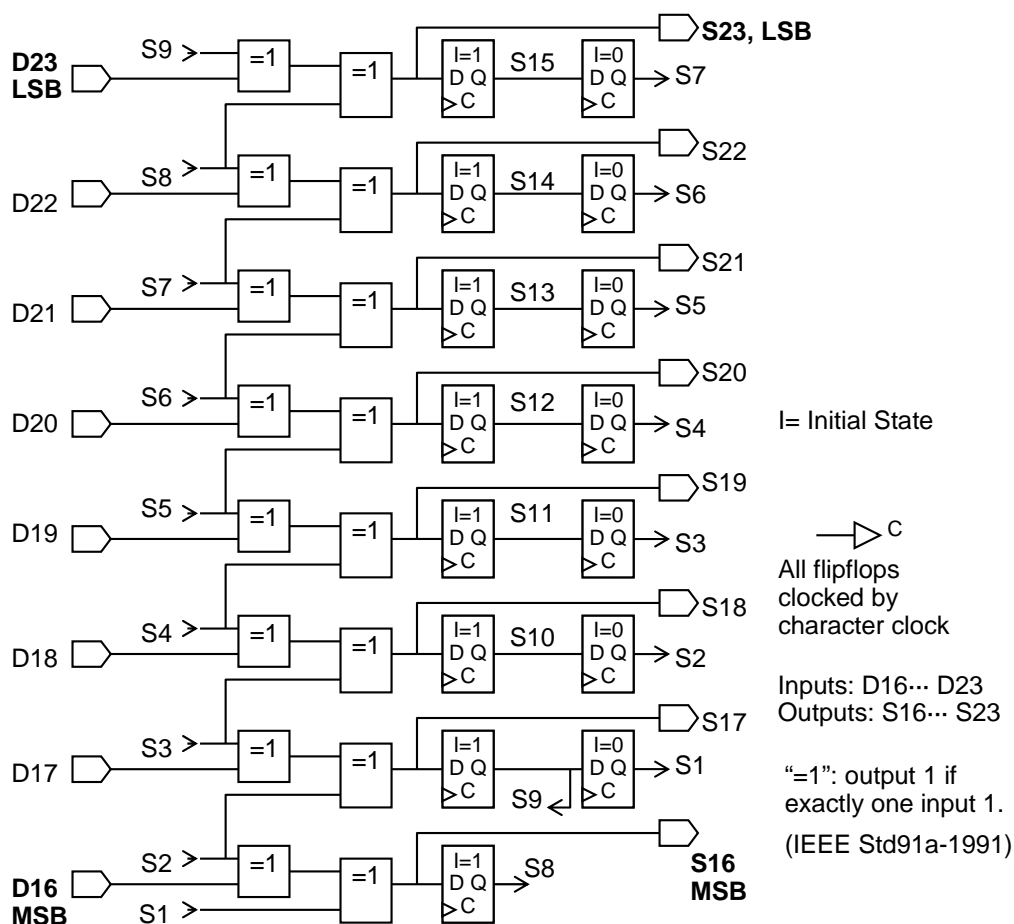 S23, LSB
D23
LSB
S9
=1
=1
I=1
D Q
C
S15
I=0
D Q
C
S7
S22
D22
S8
=1
=1
I=1
D Q
C
S14
I=0
D Q
C
S6
S21
D21
S7
=1
=1
I=1
D Q
C
S13
I=0
D Q
C
S5
S20
D20
S6
=1
=1
I=1
D Q
C
S12
I=0
D Q
C
S4
I= Initial State
S19
D19
S5
=1
=1
I=1
D Q
C
S11
I=0
D Q
C
S3
C
All flipflops
clocked by
character clock
S18
D18
S4
=1
=1
I=1
D Q
C
S10
I=0
D Q
C
S2
Inputs: D16··· D23
Outputs: S16··· S23
S17
D17
S3
=1
=1
I=1
D Q
C
S9
I=0
D Q
C
S1
“=1”: output 1 if
exactly one input 1.
(IEEE Std91a-1991)
D16
MSB
S2
S1
=1
=1
I=1
D Q
C
S8
S16
MSB